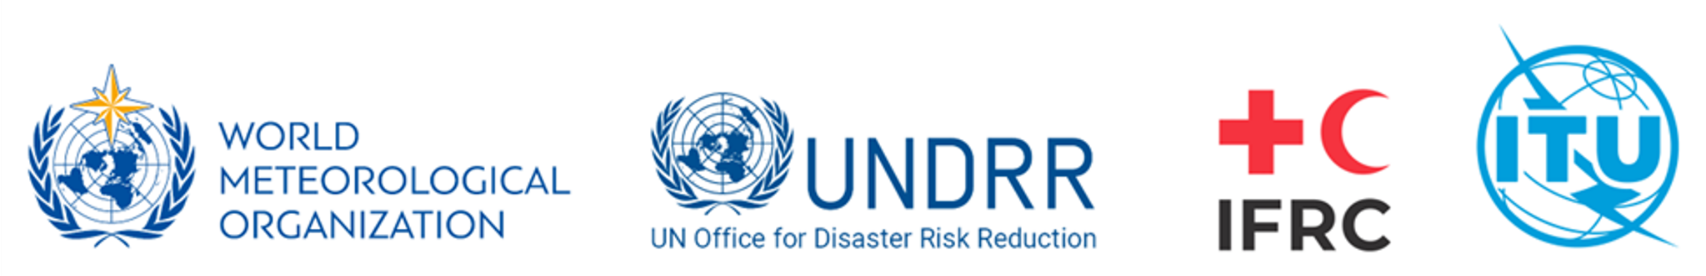 WORLD
METEOROLOGICAL
ORGANIZATION
UNDRR
UN Office for Disaster Risk Reduction
IFRC
ITU